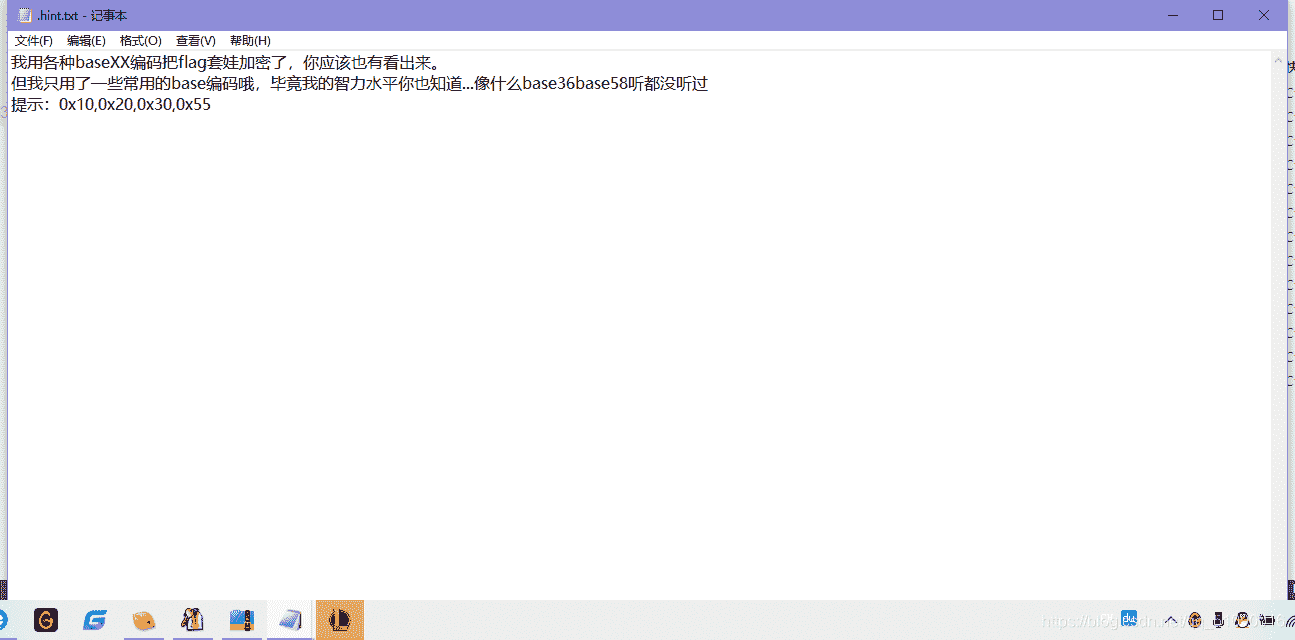 .hint.txt - 记事本
文件(F) 编辑(E) 格式(O) 查看(V) 帮助(H)
我用各种baseXX编码把flag套娃加密了，你应该也有看出来。
但我只用了一些常用的base编码哦，毕竟我的智力水平你也知道...像什么base36base58听都没听过
提示：0x10,0x20,0x30,0x55